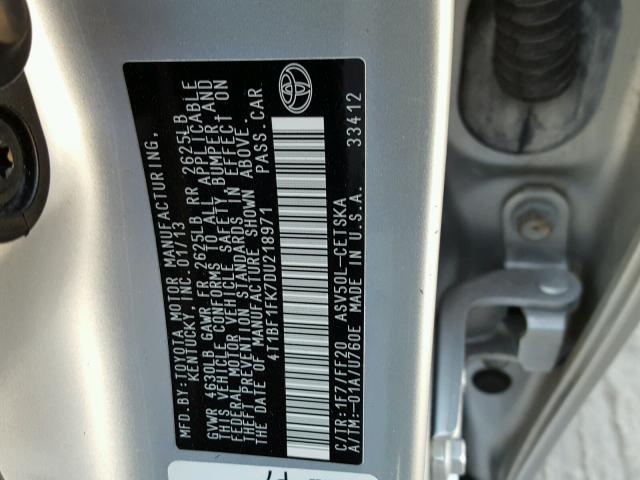 MFD.BY:TOYOTA MOTOR MANUFACTURING,
KENTUCKY, INC. 01/13
GVWR 4630LB GAWR FR 2625LB RR 2625LB
THIS VEHICLE CONFORMS TO ALL APPLICABLE
FEDERAL MOTOR VEHICLE SAFETY, BUMPER, AND
THEFT PREVENTION STANDARDS IN EFFECT ON
THE DATE OF MANUFACTURE SHOWN ABOVE.
4T1BF1FK7DU218971 PASS.CAR
C/TR:1F7/FF20 ASV50L-CETSKA
A/TM:-01A/U760E MADE IN U.S.A.
33412